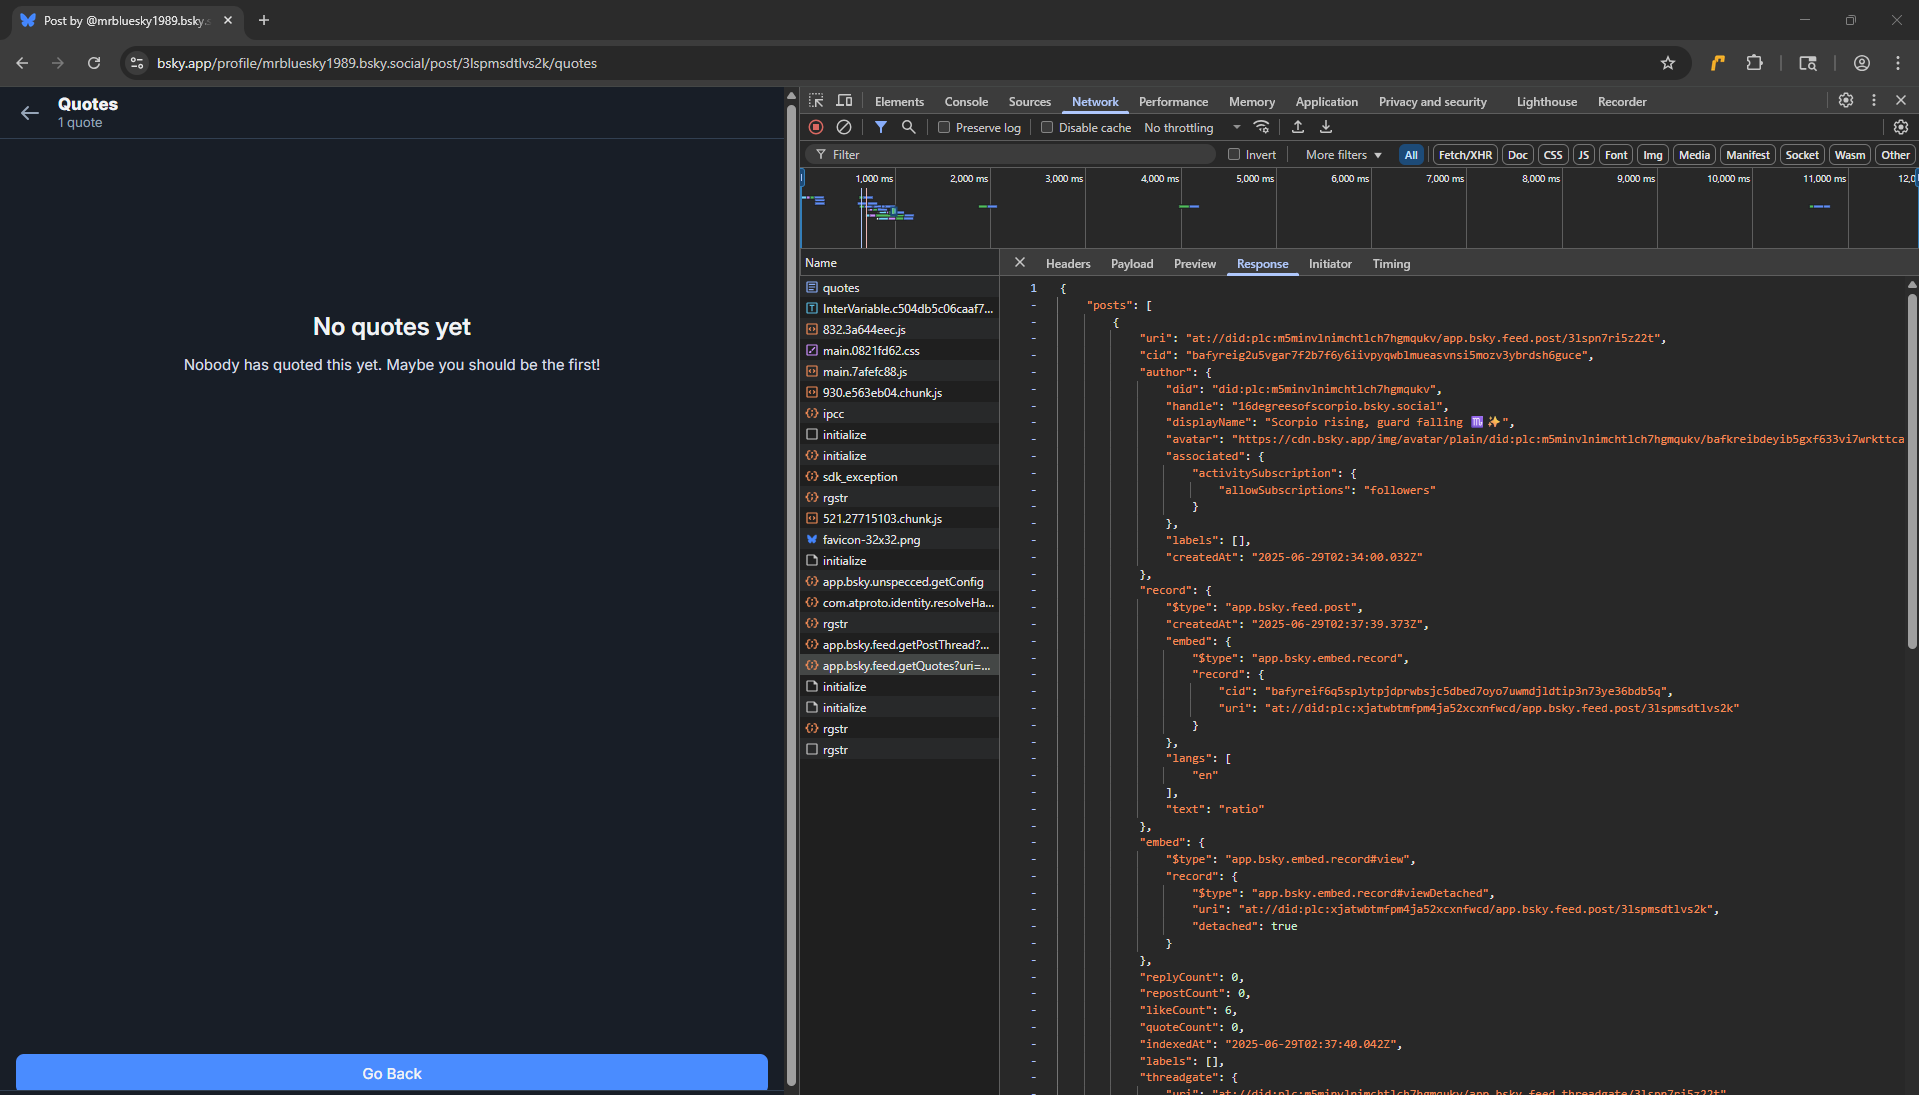 Post by @mrbluesky1989.bsky.s
bsky.app/profile/mrbluesky1989.bsky.social/post/3lspmsdtlvs2k/quotes
Quotes
1 quote
No quotes yet
Nobody has quoted this yet. Maybe you should be the first!
Go Back
Elements Console Sources Network Performance Memory Application Privacy and security Lighthouse Recorder
Preserve log Disable cache No throttling
Filter Invert More filters All Fetch/XHR Doc CSS JS Font Img Media Manifest Socket Wasm Other
1,000 ms 2,000 ms 3,000 ms 4,000 ms 5,000 ms 6,000 ms 7,000 ms 8,000 ms 9,000 ms 10,000 ms 11,000 ms 12,0
Name
quotes
InterVariable.c504db5c06caaf7...
832.3a644eec.js
main.0821fd62.css
main.7afefc88.js
930.e563eb04.chunk.js
ipcc
initialize
initialize
sdk_exception
rgstr
521.27715103.chunk.js
favicon-32x32.png
initialize
app.bsky.unspecced.getConfig
com.atproto.identity.resolveHa...
rgstr
app.bsky.feed.getPostThread?...
app.bsky.feed.getQuotes?uri=...
initialize
initialize
rgstr
rgstr
Headers Payload Preview Response Initiator Timing
1 {
- "posts": [
- {
- "uri": "at://did:plc:m5minvlnimchtlch7hgmqukv/app.bsky.feed.post/3lspn7ri5z22t",
- "cid": "bafyreig2u5vgar7f2b7f6y6iivpyqwblmueasvnsi5mozv3ybrdsh6guce",
- "author": {
- "did": "did:plc:m5minvlnimchtlch7hgmqukv",
- "handle": "16degreesofscorpio.bsky.social",
- "displayName": "Scorpio rising, guard falling ♏✨",
- "avatar": "https://cdn.bsky.app/img/avatar/plain/did:plc:m5minvlnimchtlch7hgmqukv/bafkreibdeyib5gxf633vi7wrkttca
- "associated": {
- "activitySubscription": {
- "allowSubscriptions": "followers"
- }
- },
- "labels": [],
- "createdAt": "2025-06-29T02:34:00.032Z"
- },
- "record": {
- "$type": "app.bsky.feed.post",
- "createdAt": "2025-06-29T02:37:39.373Z",
- "embed": {
- "$type": "app.bsky.embed.record",
- "record": {
- "cid": "bafyreif6q5splytpjdprwbsjc5dbed7oyo7uwmdjldtip3n73ye36bdb5q",
- "uri": "at://did:plc:xjatwbtmfpm4ja52xcxnfwcd/app.bsky.feed.post/3lspmsdtlvs2k"
- }
- },
- "langs": [
- "en"
- ],
- "text": "ratio"
- },
- "embed": {
- "$type": "app.bsky.embed.record#view",
- "record": {
- "$type": "app.bsky.embed.record#viewDetached",
- "uri": "at://did:plc:xjatwbtmfpm4ja52xcxnfwcd/app.bsky.feed.post/3lspmsdtlvs2k",
- "detached": true
- }
- },
- "replyCount": 0,
- "repostCount": 0,
- "likeCount": 6,
- "quoteCount": 0,
- "indexedAt": "2025-06-29T02:37:40.042Z",
- "labels": [],
- "threadgate": {
- "uri": "at://did:plc:m5minvlnimchtlch7hgmqukv/app.bsky.feed.threadgate/3lspn7ri5z22t"